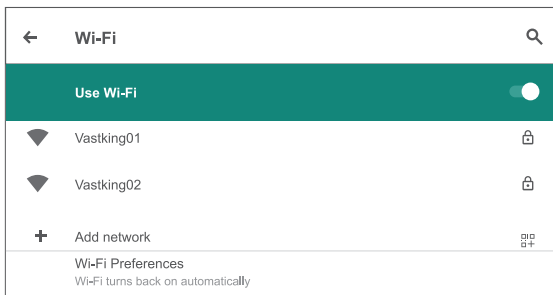 Wi-Fi
Use Wi-Fi
Vastking01
Vastking02
Add network
Wi-Fi Preferences
Wi-Fi turns back on automatically